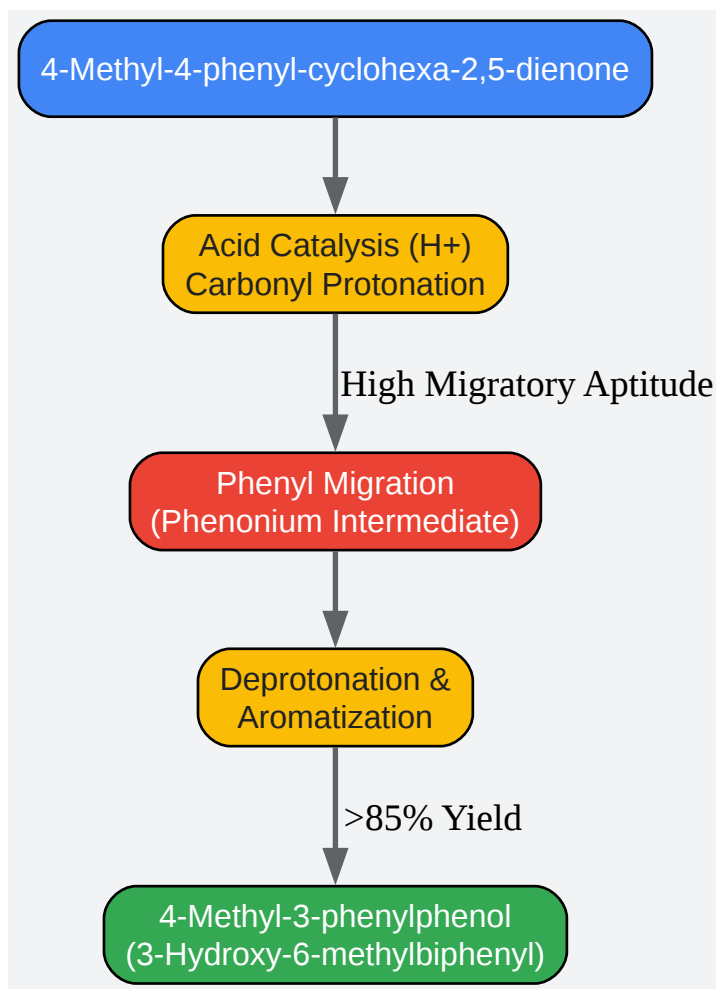 4-Methyl-4-phenyl-cyclohexa-2,5-dienone
Acid Catalysis (H+)
Carbonyl Protonation
High Migratory Aptitude
Phenyl Migration
(Phenonium Intermediate)
Deprotonation &
Aromatization
>85% Yield
4-Methyl-3-phenylphenol
(3-Hydroxy-6-methylbiphenyl)